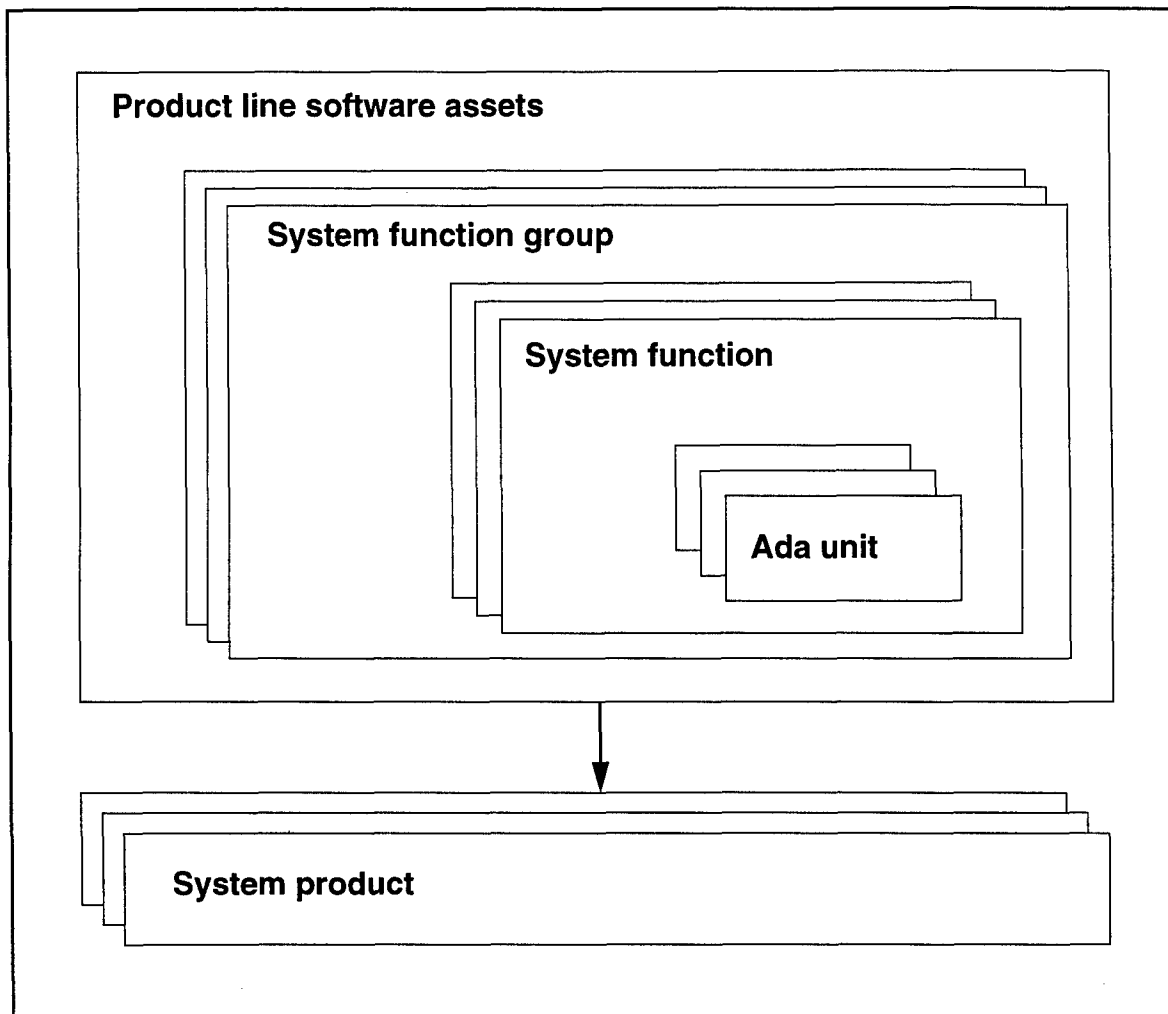 Product line software assets
System function group
System function
Ada unit
System product